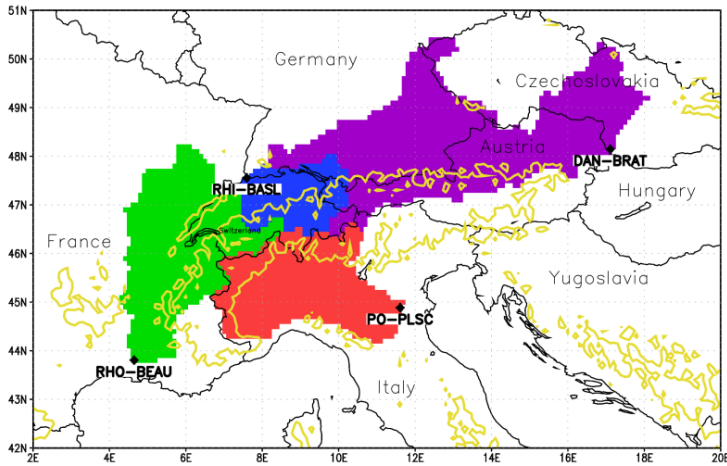 51N
50N
49N
48N
47N
46N
45N
44N
43N
42N
Germany
Czechoslovakia
Austria
DAN-BRAT
RHI-BASL
Hungary
Switzerland
France
Yugoslavia
PO-PLSC
RHO-BEAU
Italy
2E 4E 6E 8E 10E 12E 14E 16E 18E 20E